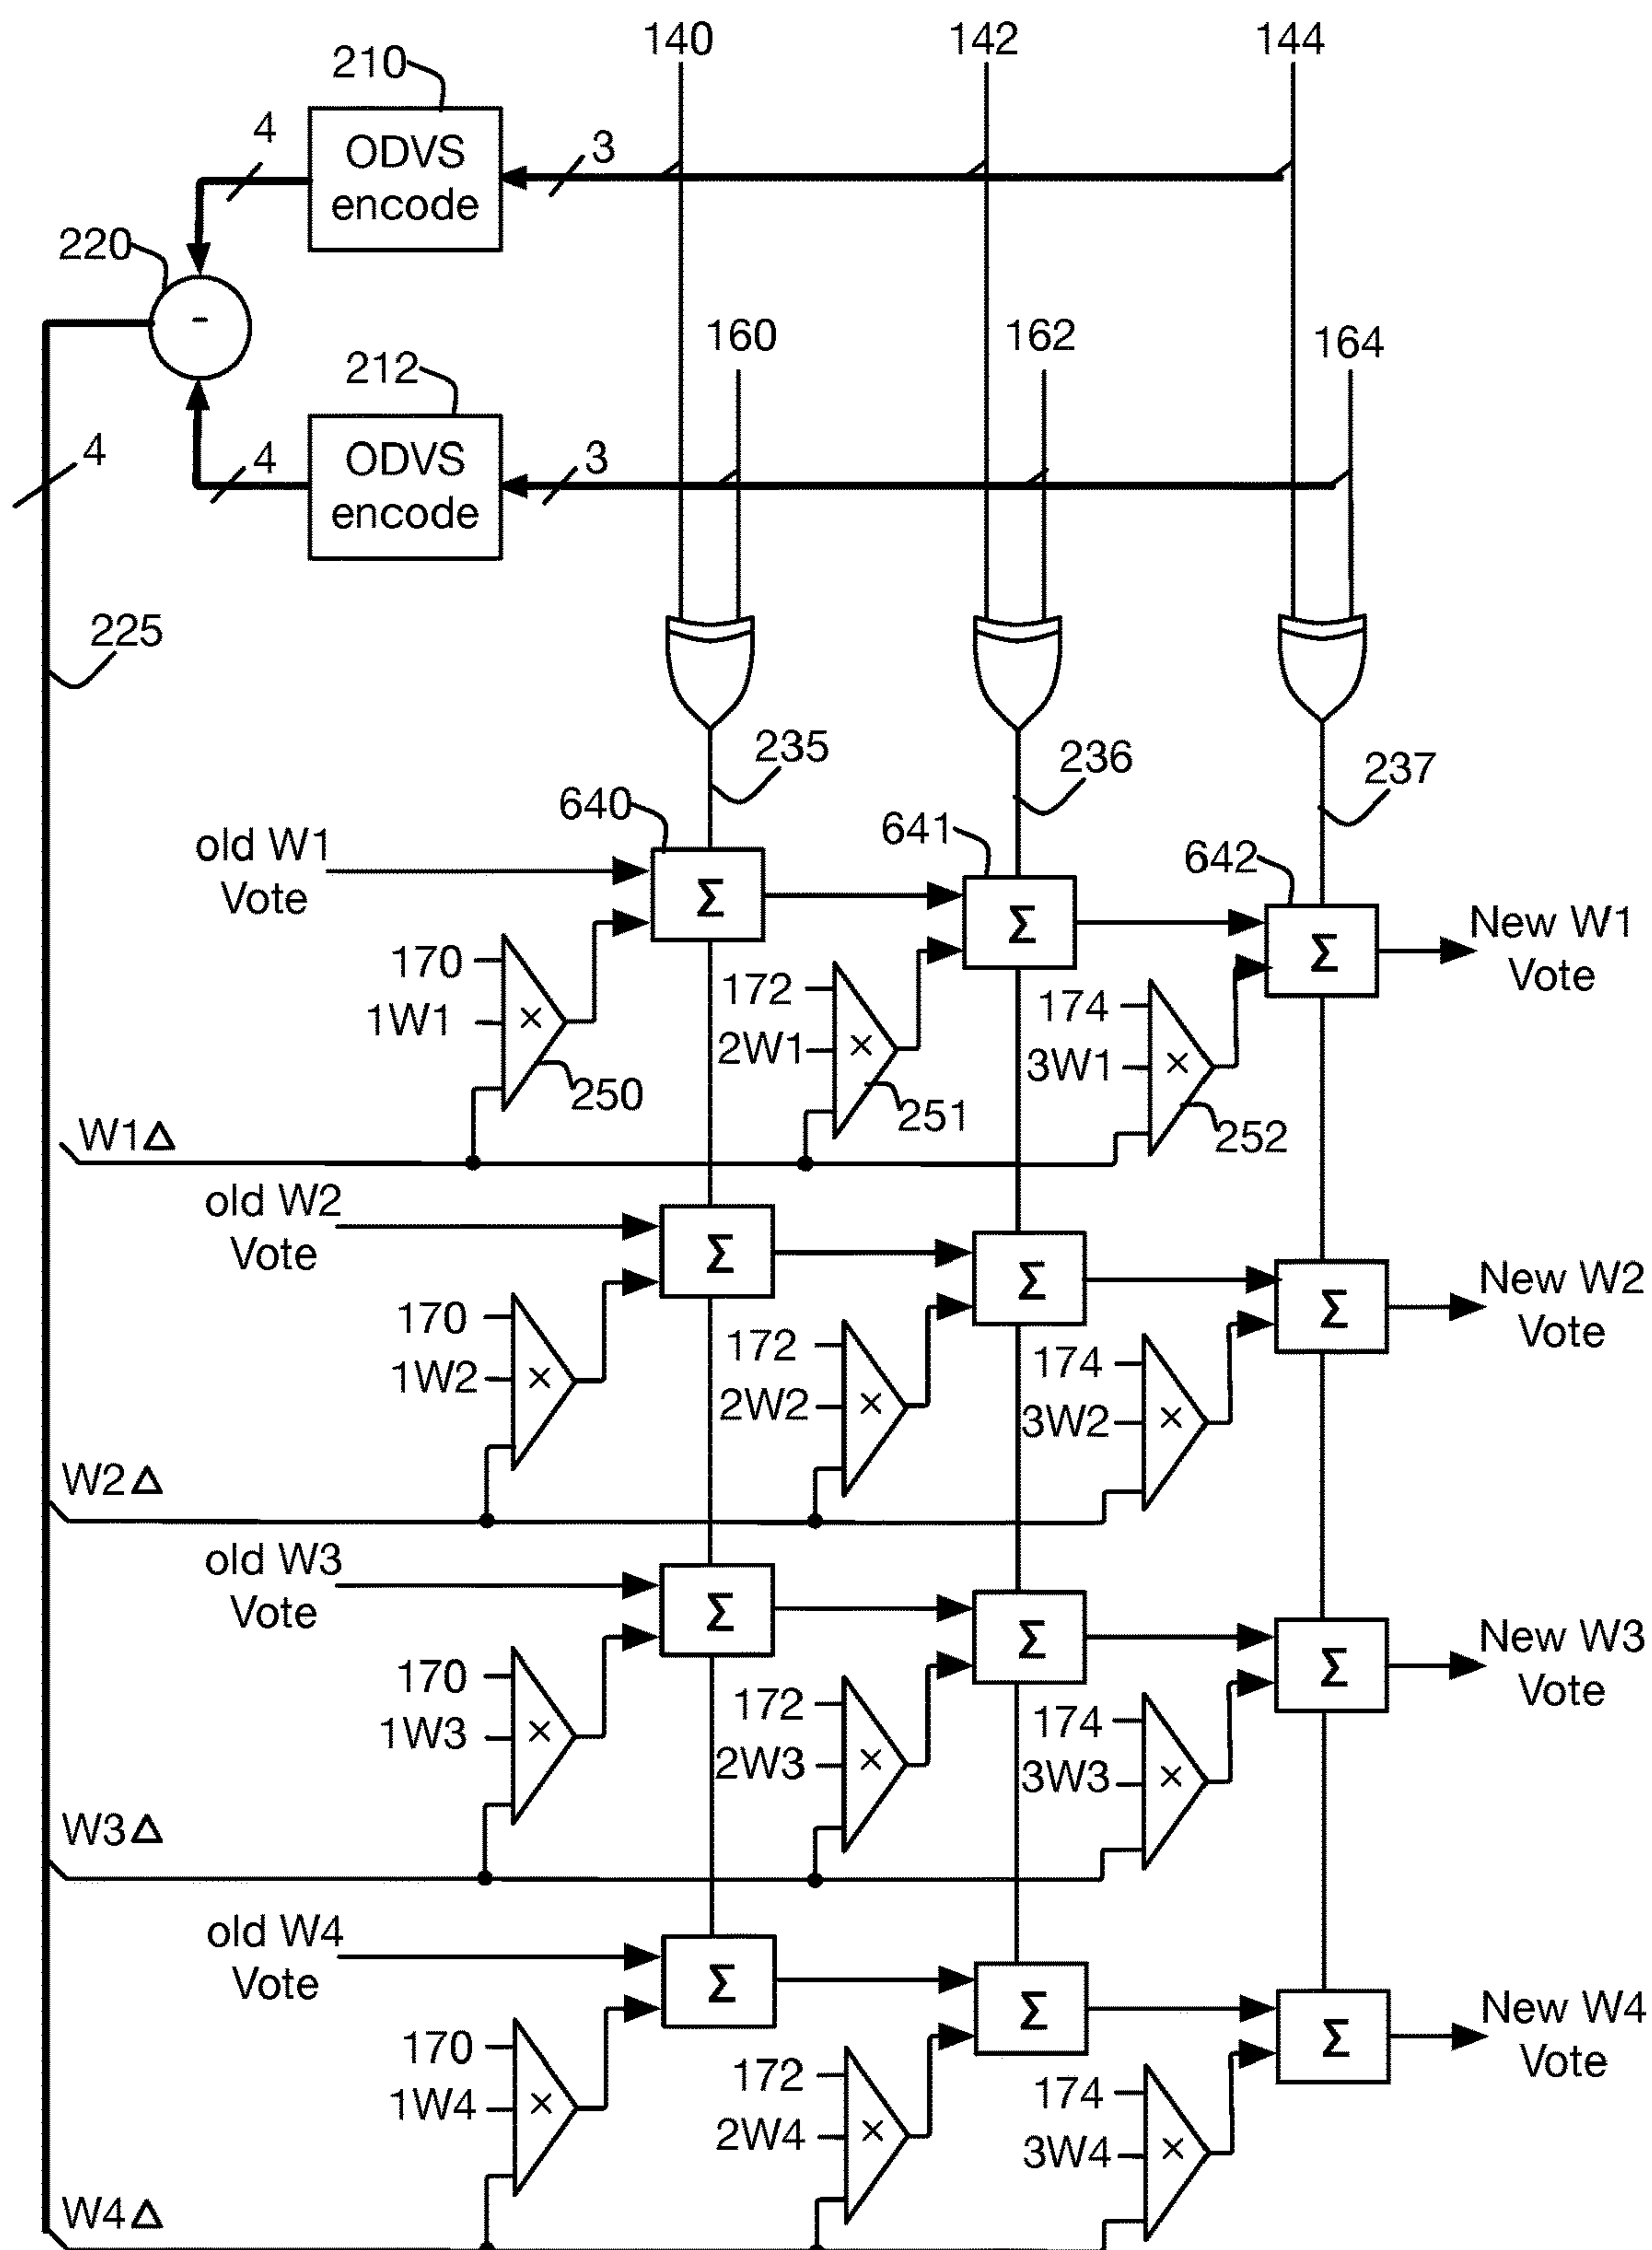 140
142
144
210
4
ODVS
encode
3
220
-
160
162
164
212
4
4
ODVS
encode
3
225
235
236
237
640
641
642
old W1
Vote
Σ
Σ
Σ
New W1
Vote
170
1W1
×
250
172
2W1
×
251
174
3W1
×
252
W1Δ
old W2
Vote
Σ
Σ
Σ
New W2
Vote
170
1W2
×
172
2W2
×
174
3W2
×
W2Δ
old W3
Vote
Σ
Σ
Σ
New W3
Vote
170
1W3
×
172
2W3
×
174
3W3
×
W3Δ
old W4
Vote
Σ
Σ
Σ
New W4
Vote
170
1W4
×
172
2W4
×
174
3W4
×
W4Δ